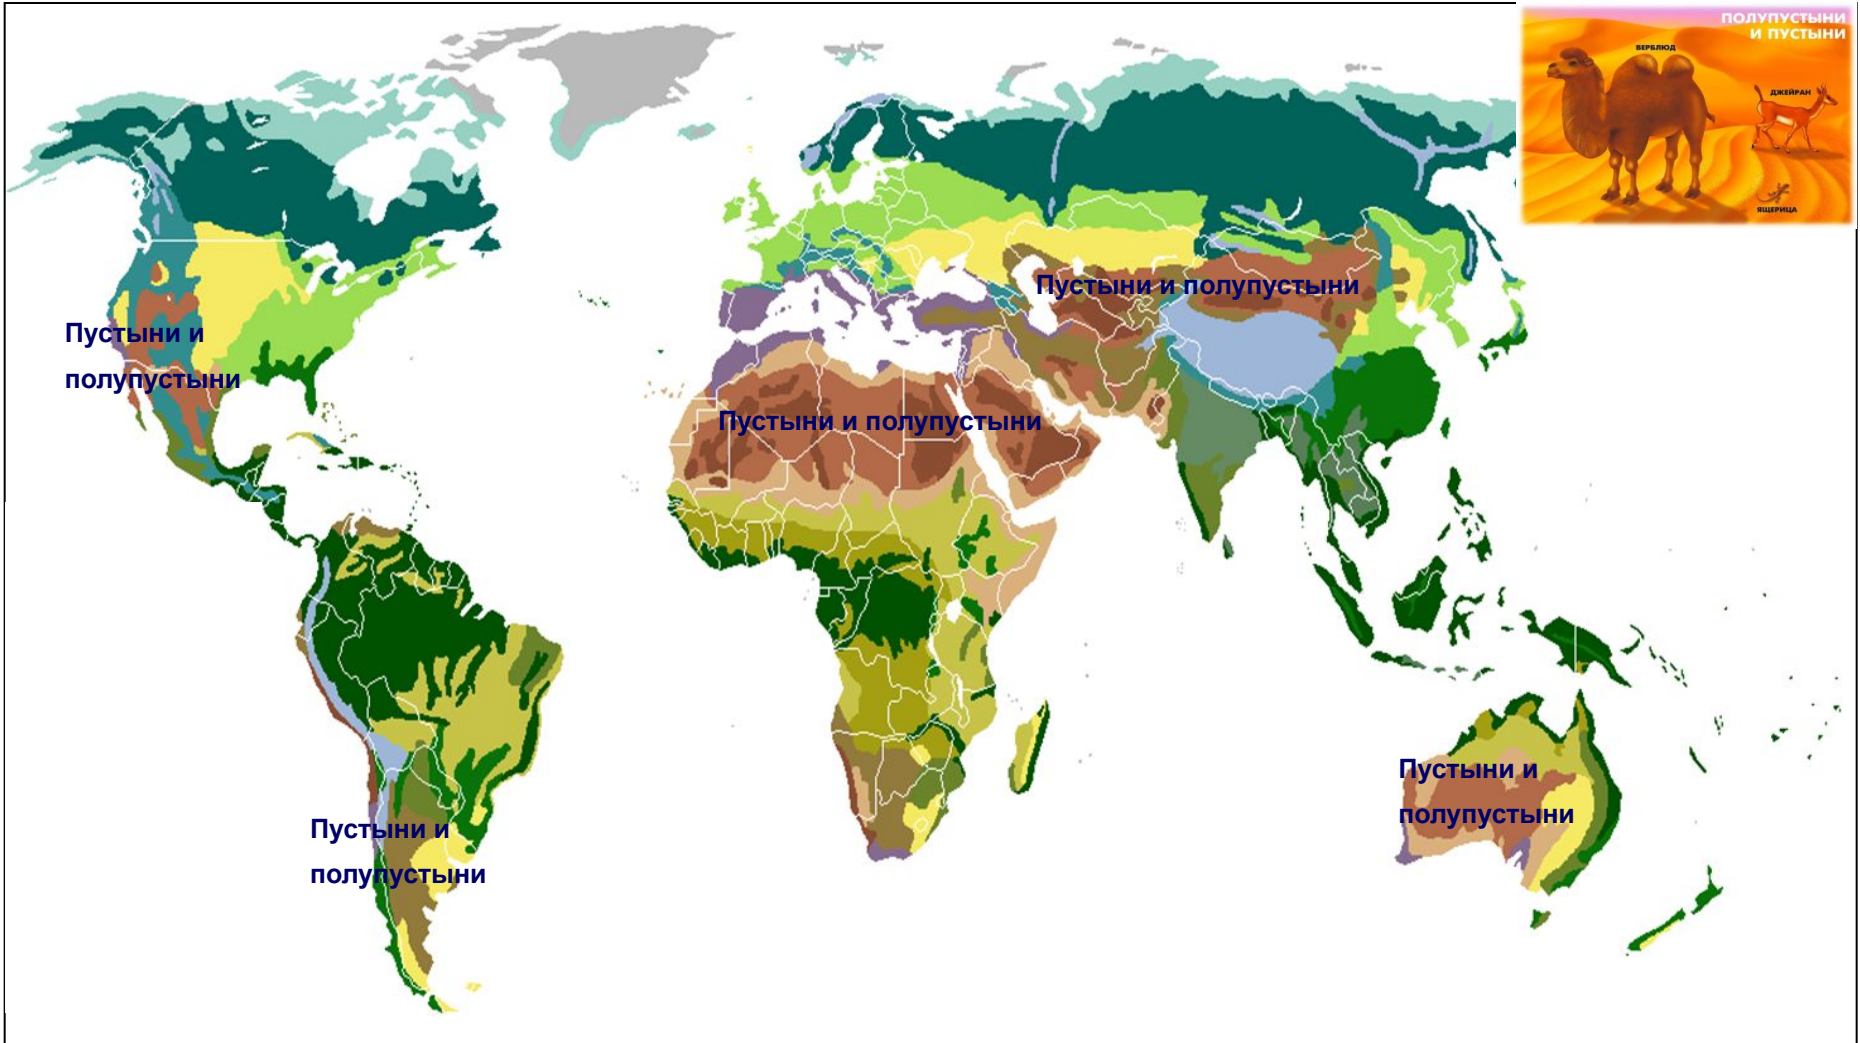 ПОЛУПУСТЫНИ
И ПУСТЫНИ
ВЕРБЛЮД
ДЖЕЙРАН
ЯЩЕРИЦА
Пустыни и полупустыни
Пустыни и
полупустыни
Пустыни и полупустыни
Пустыни и
полупустыни
Пустыни и
полупустыни